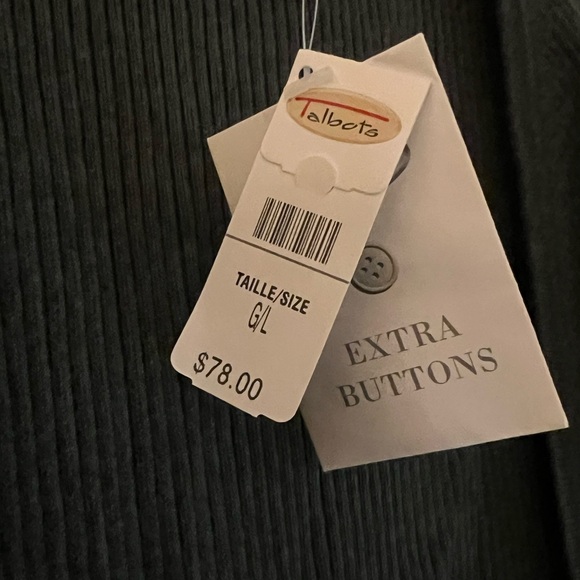 Talbots
TAILLE/SIZE
G/L
$78.00
EXTRA
BUTTONS